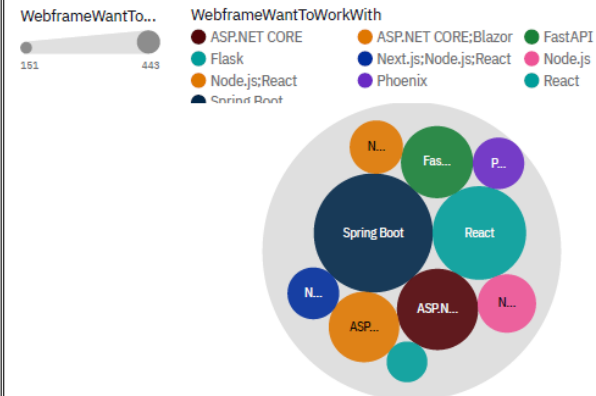 WebframeWantTo...
151 443
WebframeWantToWorkWith
ASP.NET CORE ASP.NET CORE;Blazor FastAPI
Flask Next.js;Node.js;React Node.js
Node.js;React Phoenix React
Spring Boot
N...
Fas... P...
Spring Boot React
N... ASP.N... N...
ASP...